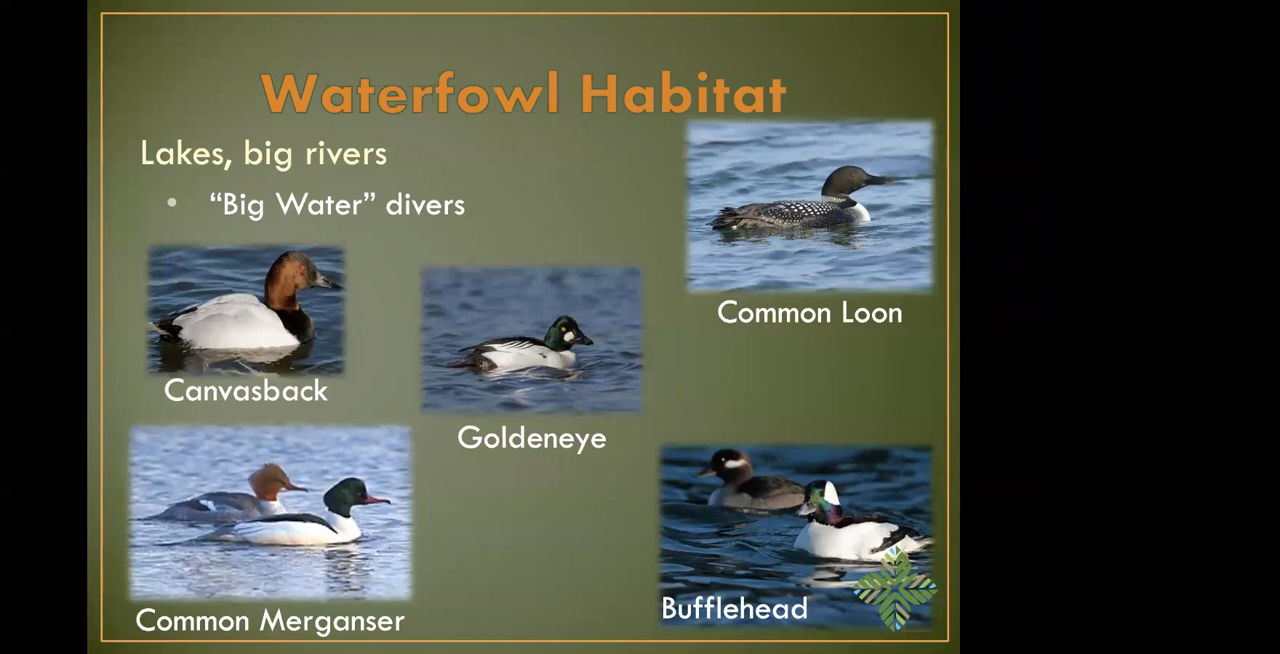 Waterfowl Habitat
Lakes, big rivers
• “Big Water” divers
Common Loon
Canvasback
Goldeneye
Common Merganser
Bufflehead